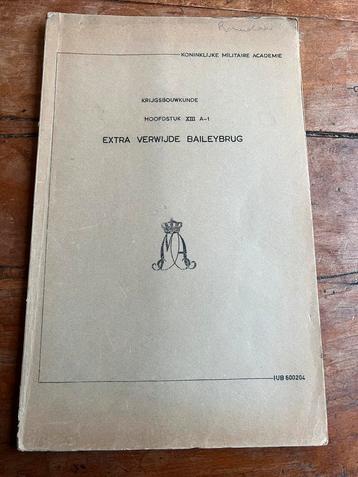 KONINKLIJKE MILITAIRE ACADEMIE
KRIJGSBOUWKUNDE
HOOFDSTUK XIII A-1
EXTRA VERWIJDE BAILEYBRUG
IUB 600204